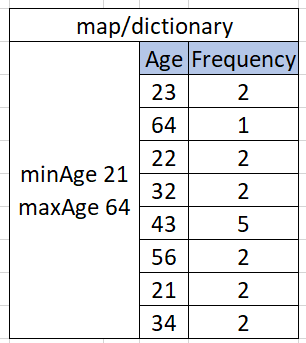 map/dictionary
Age Frequency
23 2
64 1
22 2
minAge 21
32 2
maxAge 64
43 5
56 2
21 2
34 2